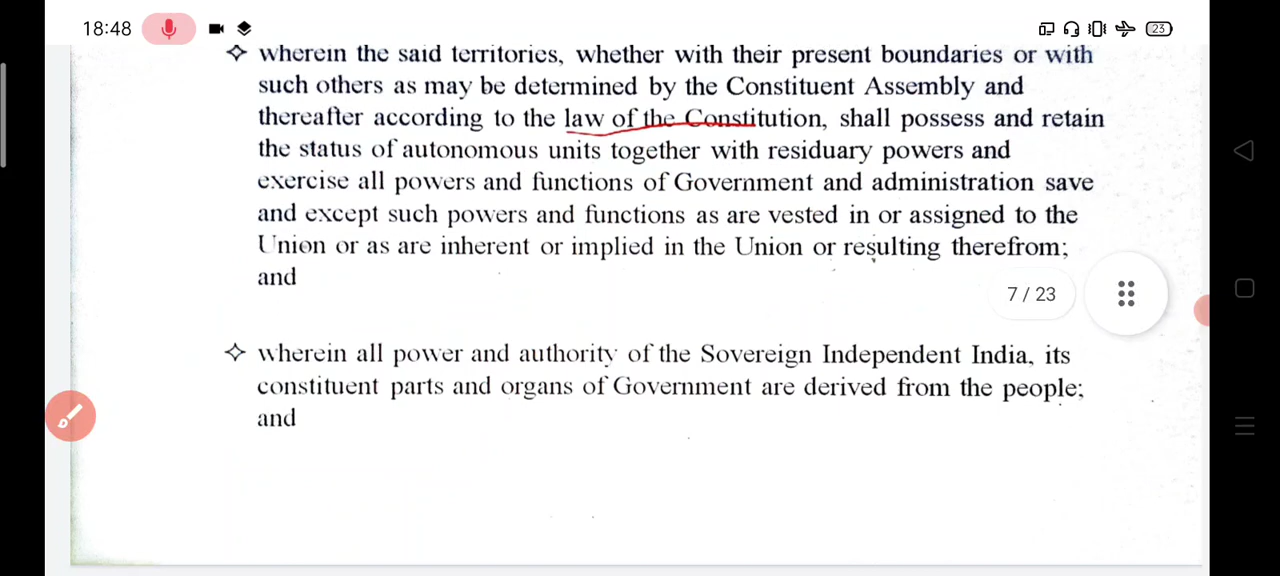 18:48
23
✧ wherein the said territories, whether with their present boundaries or with
such others as may be determined by the Constituent Assembly and
thereafter according to the law of the Constitution, shall possess and retain
the status of autonomous units together with residuary powers and
exercise all powers and functions of Government and administration save
and except such powers and functions as are vested in or assigned to the
Union or as are inherent or implied in the Union or resulting therefrom;
and
7 / 23
✧ wherein all power and authority of the Sovereign Independent India, its
constituent parts and organs of Government are derived from the people;
and